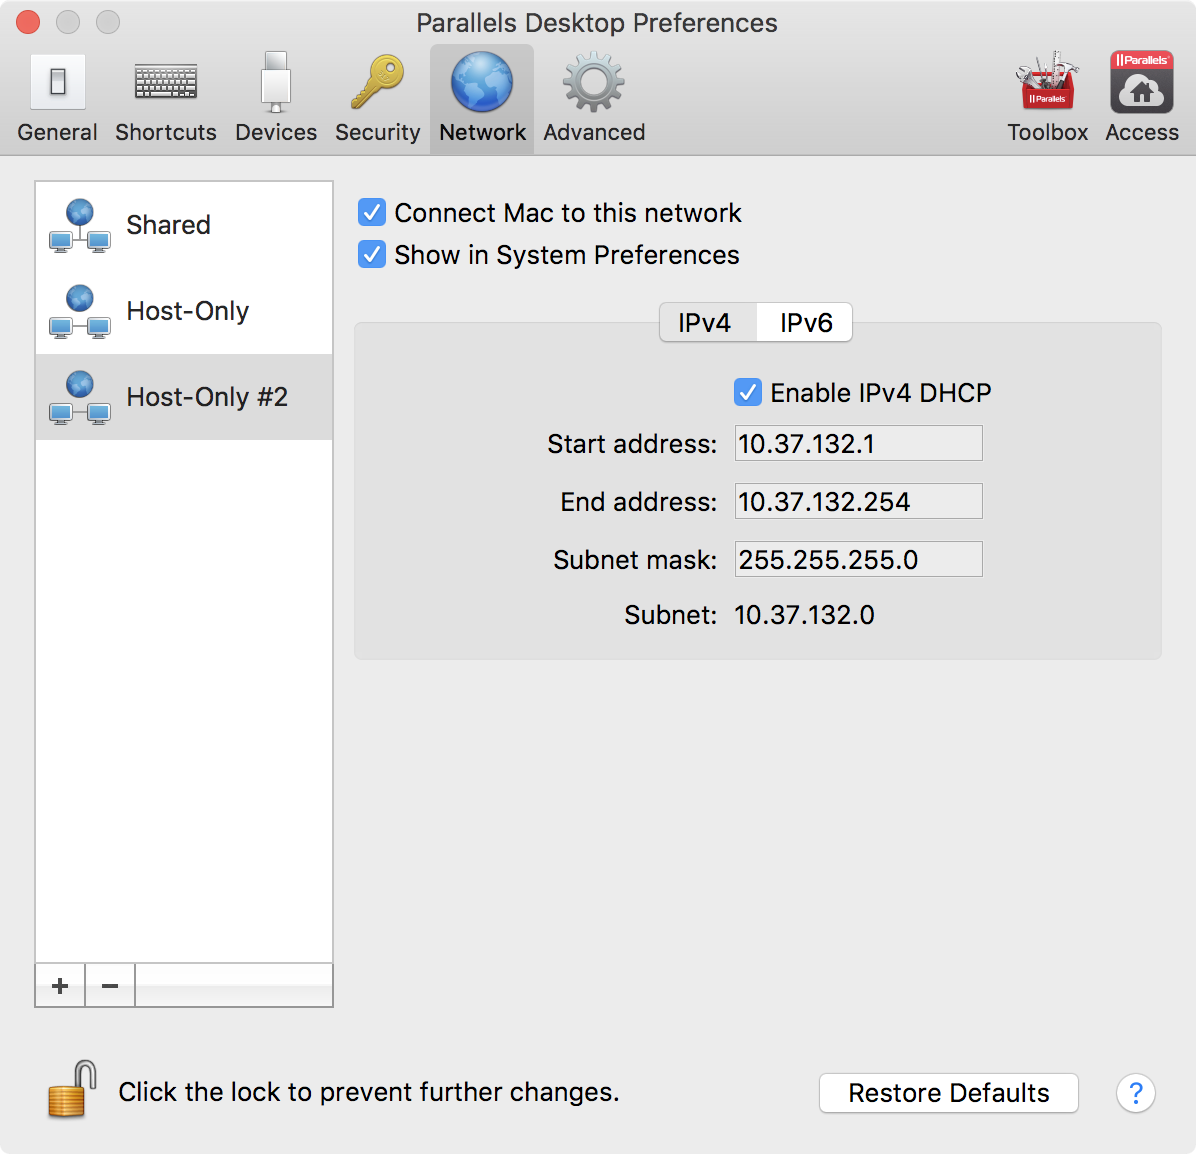 Parallels Desktop Preferences
General Shortcuts Devices Security Network Advanced Toolbox Access
Parallels
Parallels
Shared
Host-Only
Host-Only #2
Connect Mac to this network
Show in System Preferences
IPv4 IPv6
Enable IPv4 DHCP
Start address: 10.37.132.1
End address: 10.37.132.254
Subnet mask: 255.255.255.0
Subnet: 10.37.132.0
+ −
Click the lock to prevent further changes.
Restore Defaults ?